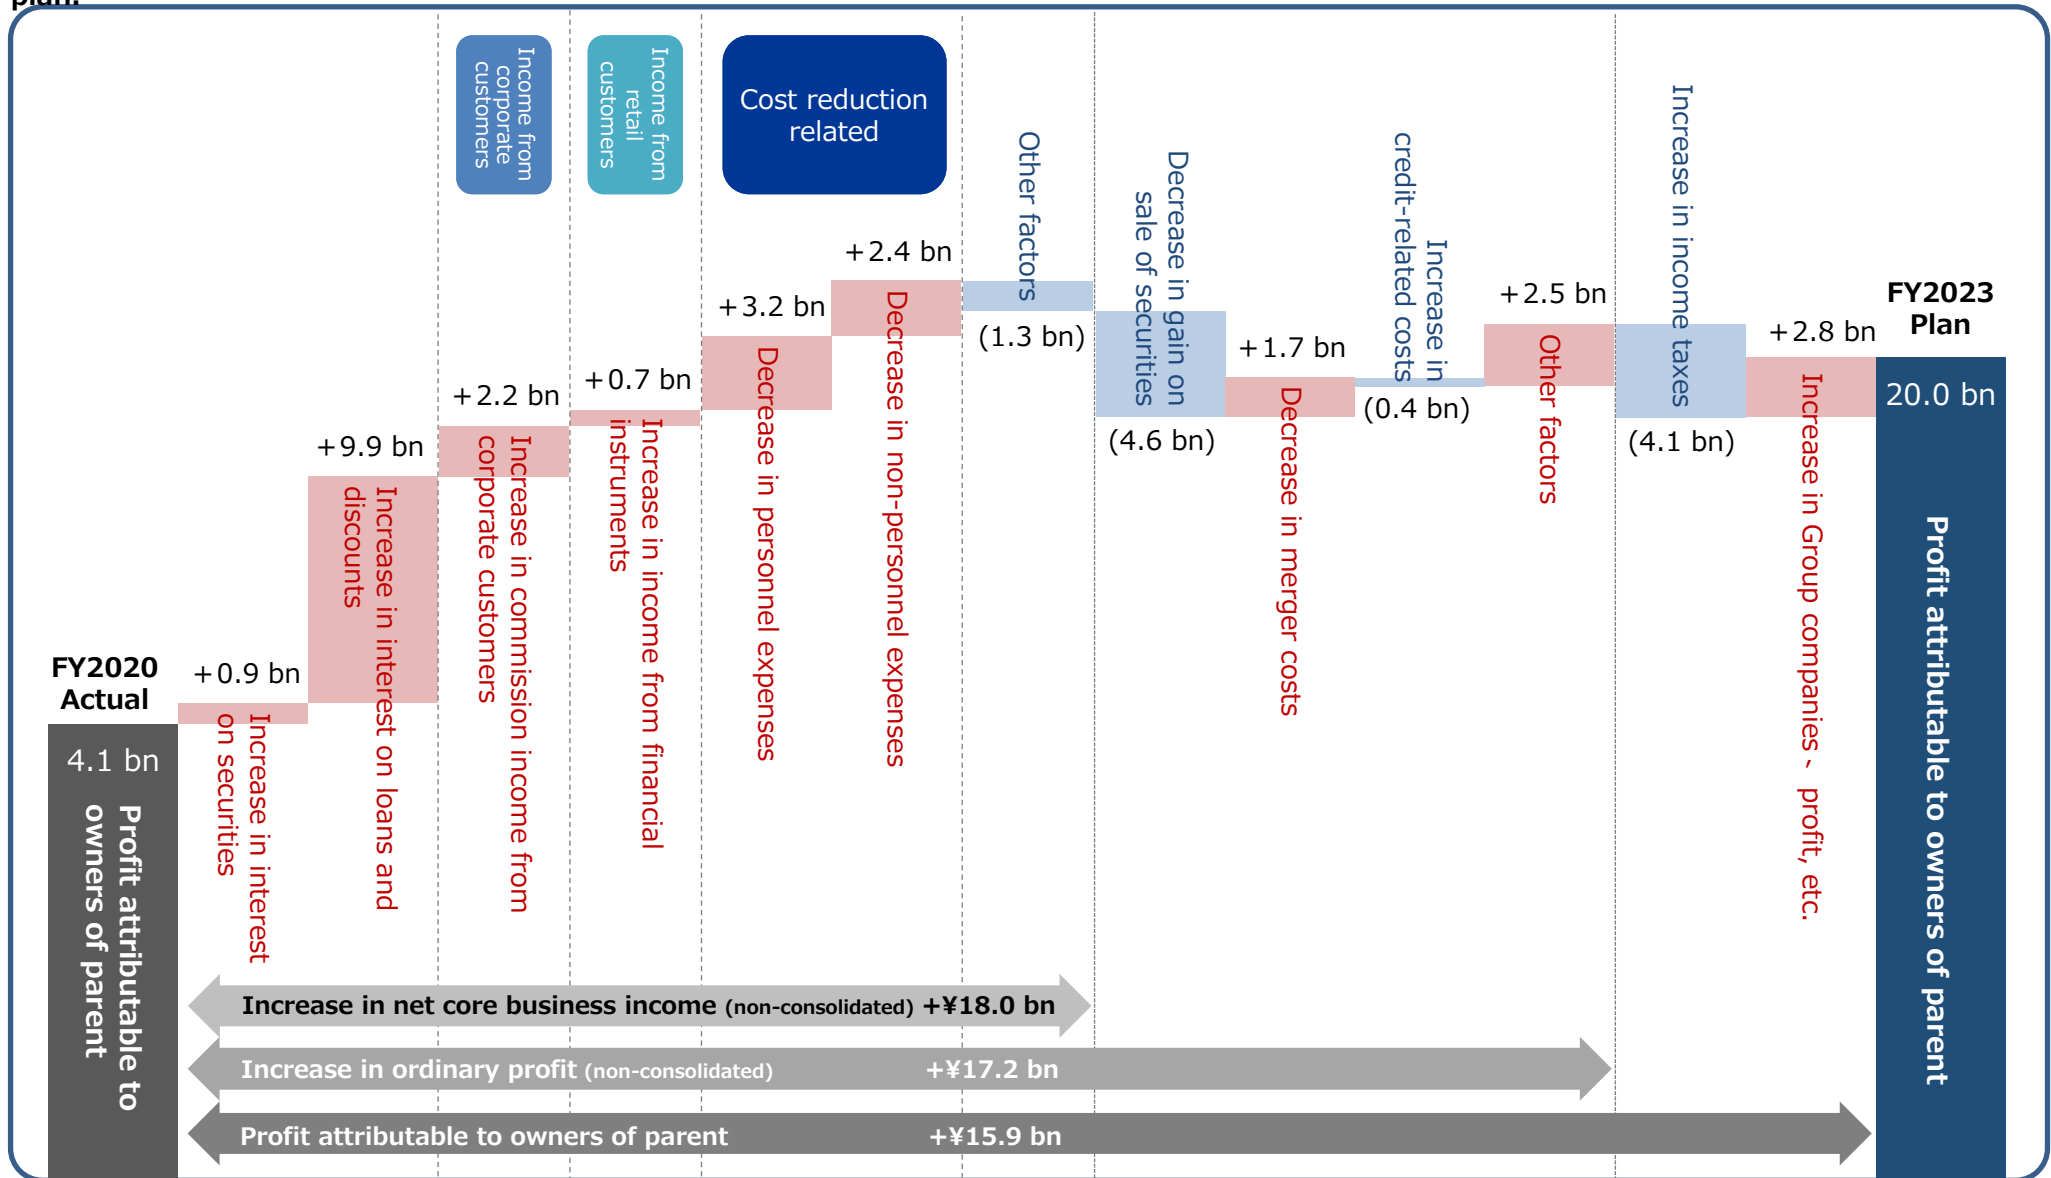 plan.
Income from
corporate
customers
Income from
retail
customers
Cost reduction
related
FY2020
Actual
4.1 bn
Profit attributable to
owners of parent
+0.9 bn
Increase in interest
on securities
+9.9 bn
Increase in interest on loans and
discounts
+2.2 bn
Increase in commission income from
corporate customers
+0.7 bn
Increase in income from financial
instruments
+3.2 bn
Decrease in personnel expenses
+2.4 bn
Decrease in non-personnel expenses
Other factors
(1.3 bn)
Decrease in gain on
sale of securities
(4.6 bn)
+1.7 bn
Decrease in merger costs
Increase in
credit-related costs
(0.4 bn)
+2.5 bn
Other factors
Increase in income taxes
(4.1 bn)
+2.8 bn
Increase in Group companies、 profit, etc.
FY2023
Plan
20.0 bn
Profit attributable to owners of parent
Increase in net core business income (non-consolidated) +¥18.0 bn
Increase in ordinary profit (non-consolidated) +¥17.2 bn
Profit attributable to owners of parent +¥15.9 bn